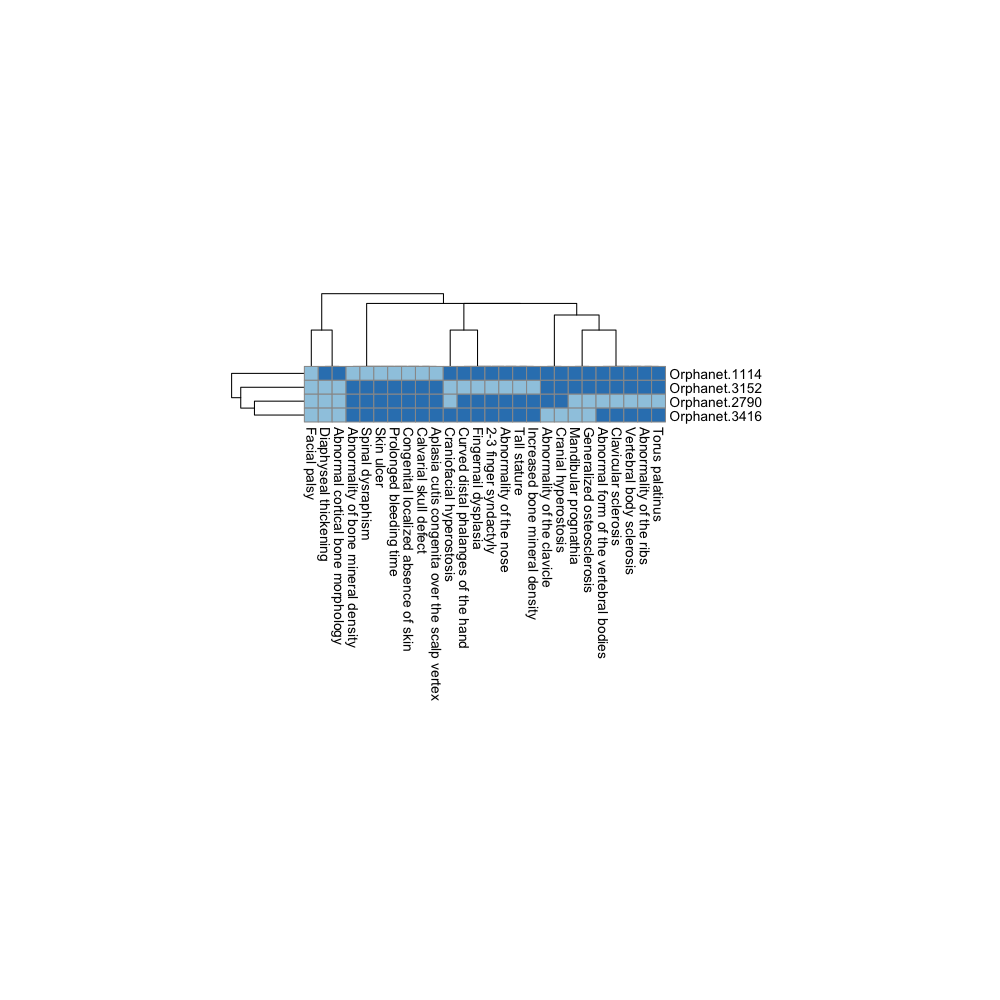 Orphanet.1114
Orphanet.3152
Orphanet.2790
Orphanet.3416
Facial palsy
Diaphyseal thickening
Abnormal cortical bone morphology
Abnormality of bone mineral density
Spinal dysraphism
Skin ulcer
Prolonged bleeding time
Congenital localized absence of skin
Calvarial skull defect
Aplasia cutis congenita over the scalp vertex
Craniofacial hyperostosis
Curved distal phalanges of the hand
Fingernail dysplasia
2-3 finger syndactyly
Abnormality of the nose
Tall stature
Increased bone mineral density
Abnormality of the clavicle
Cranial hyperostosis
Mandibular prognathia
Generalized osteosclerosis
Abnormal form of the vertebral bodies
Clavicular sclerosis
Vertebral body sclerosis
Abnormality of the ribs
Torus palatinus